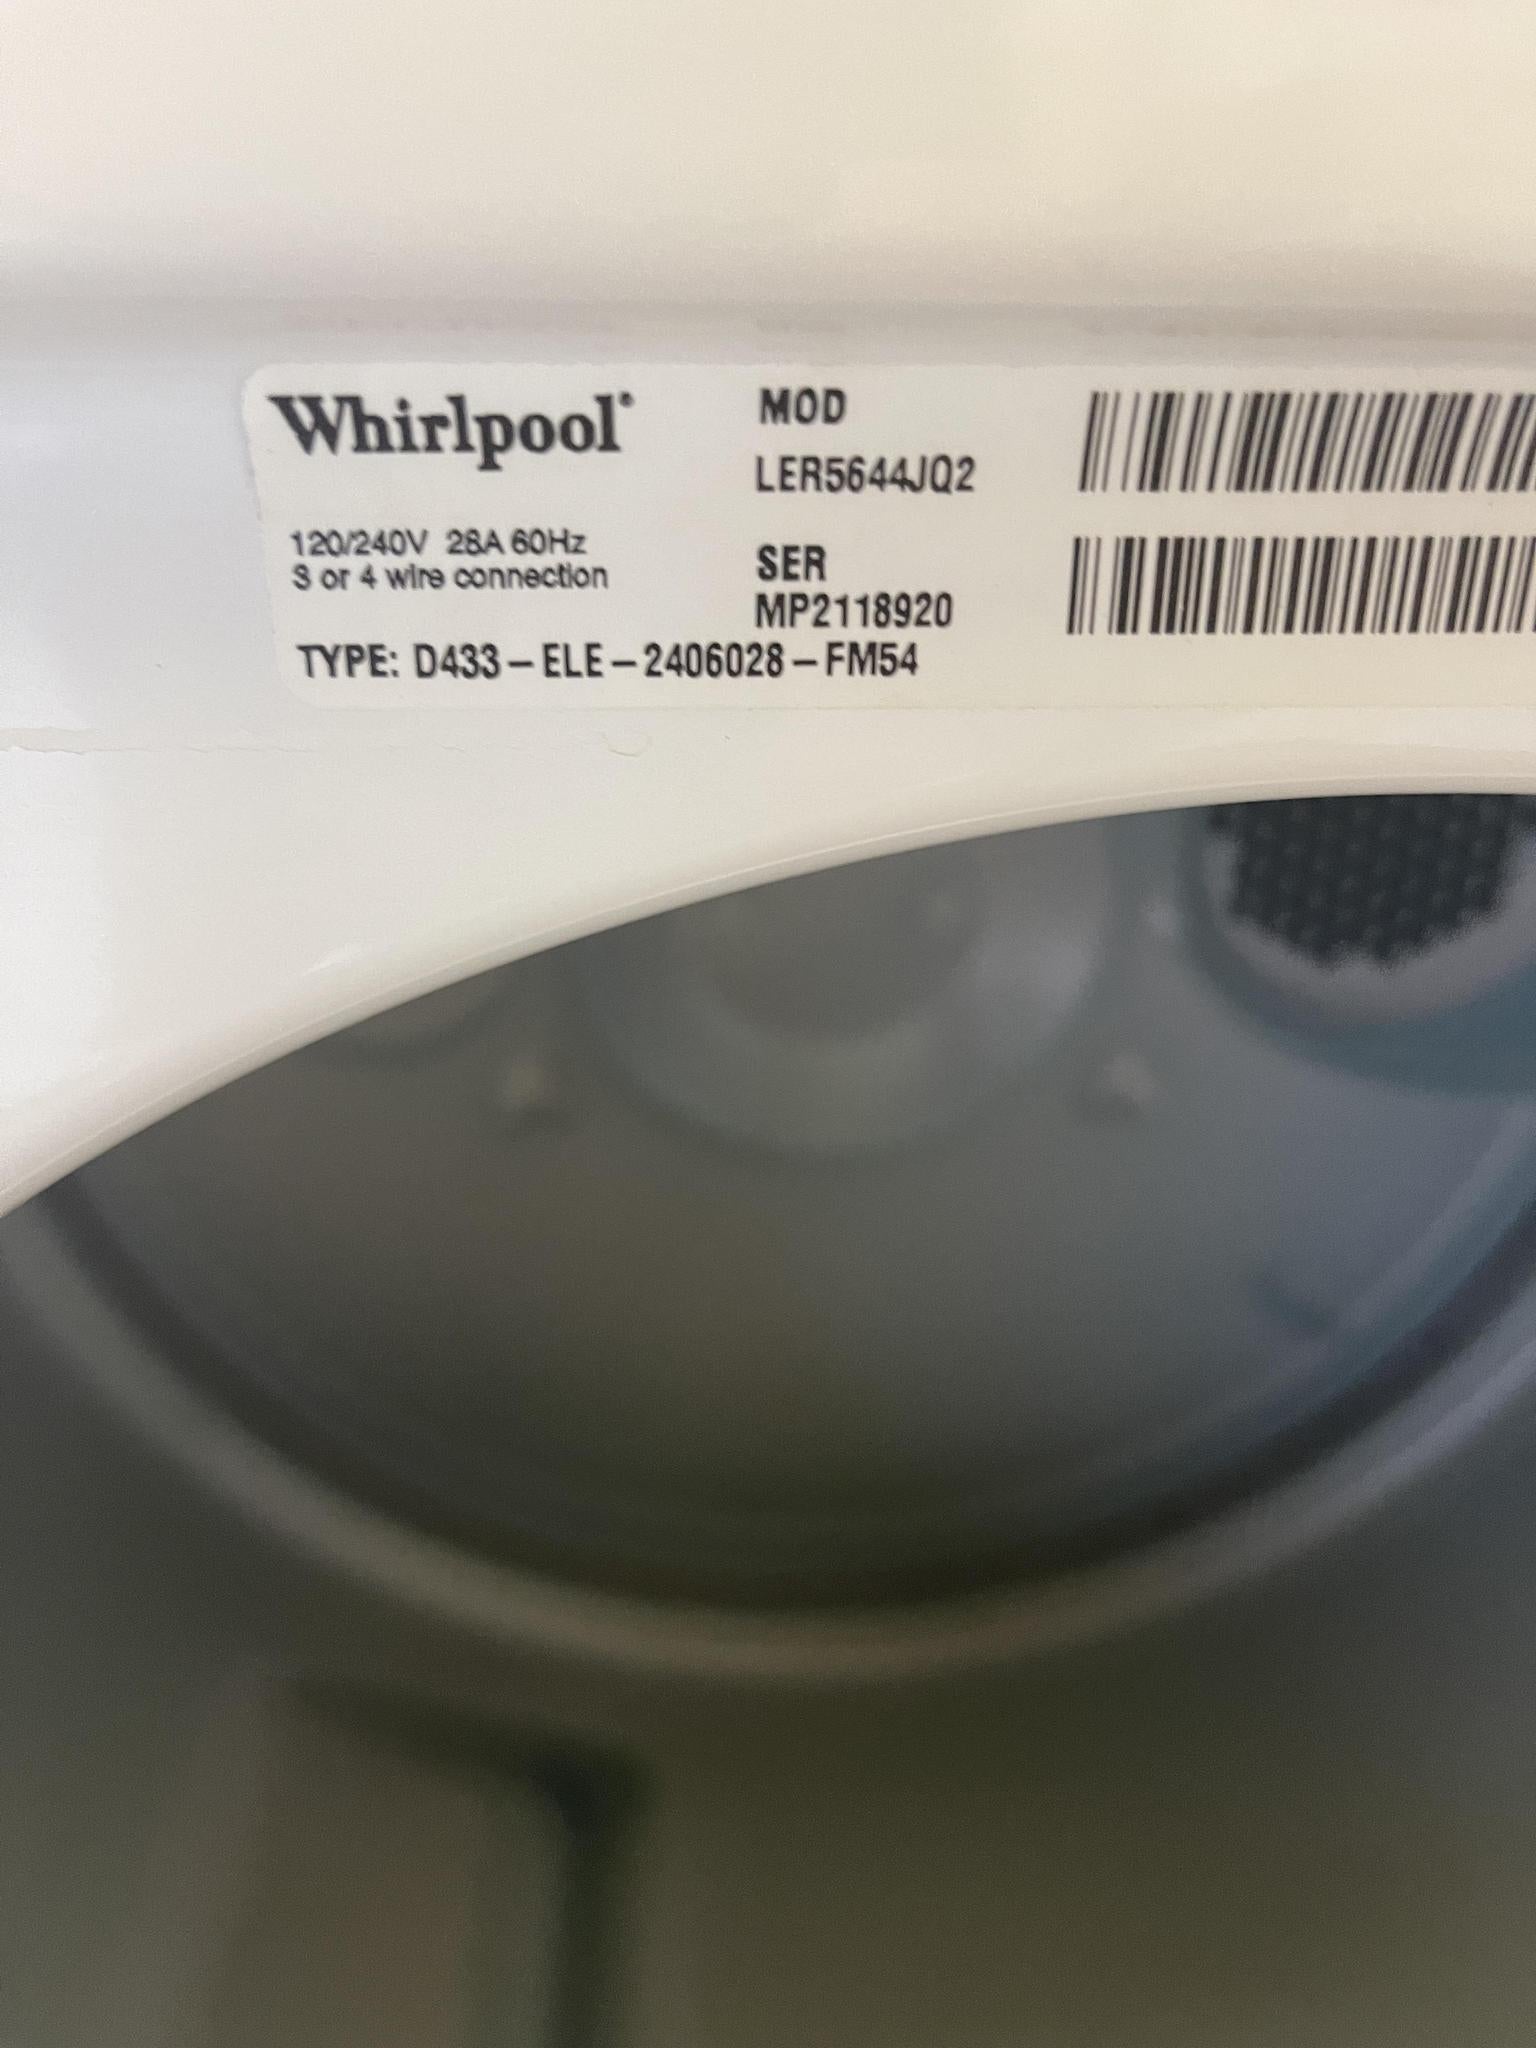 Whirlpool®
MOD
LER5644JQ2
120/240V 28A 60Hz
3 or 4 wire connection
SER
MP2118920
TYPE: D433–ELE–2406028–FM54